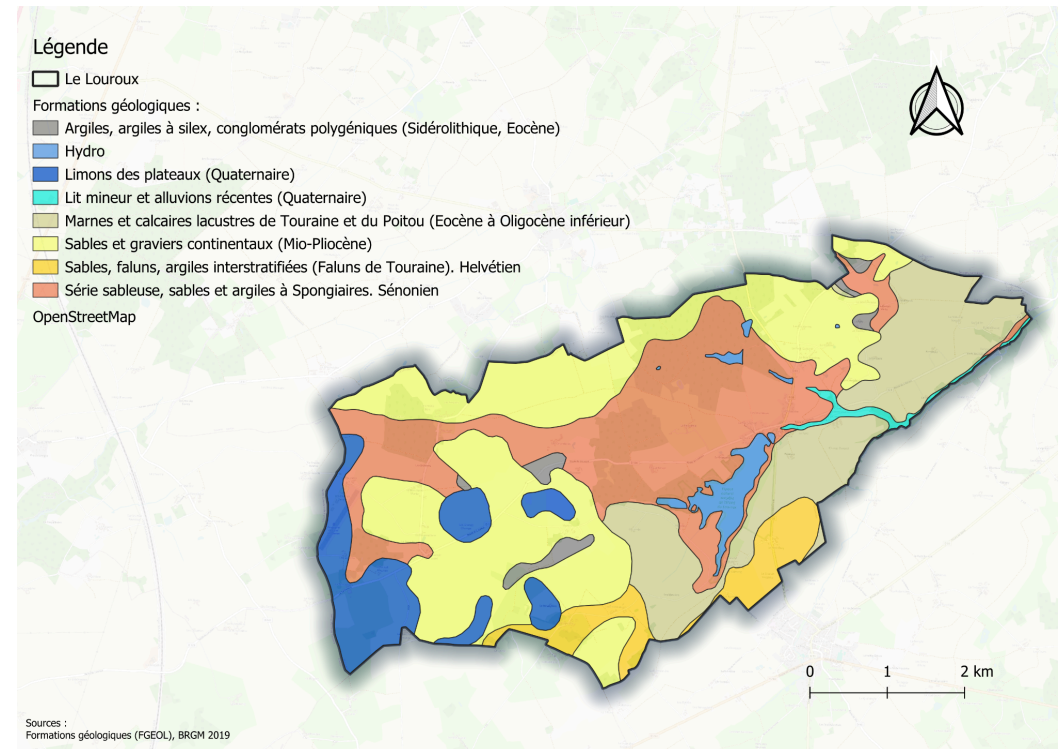 Légende
Le Louroux
Formations géologiques :
Argiles, argiles à silex, conglomérats polygéniques (Sidérolithique, Eocène)
Hydro
Limons des plateaux (Quaternaire)
Lit mineur et alluvions récentes (Quaternaire)
Marnes et calcaires lacustres de Touraine et du Poitou (Eocène à Oligocène inférieur)
Sables et graviers continentaux (Mio-Pliocène)
Sables, faluns, argiles interstratifiées (Faluns de Touraine). Helvétien
Série sableuse, sables et argiles à Spongiaires. Sénonien
OpenStreetMap
0 1 2 km
Sources :
Formations géologiques (FGEOL), BRGM 2019